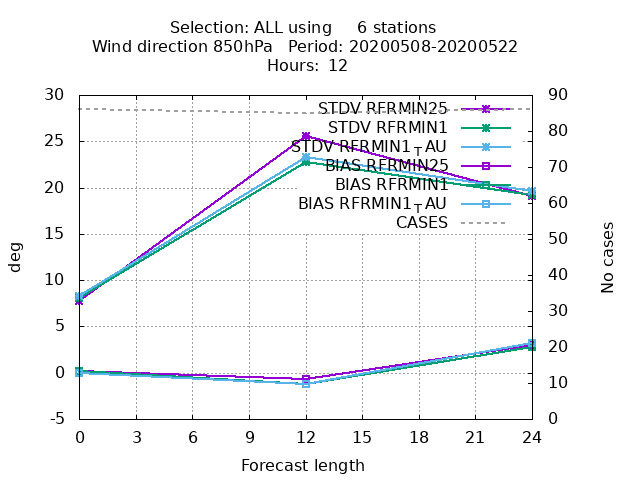 Selection: ALL using     6 stations
Wind direction 850hPa   Period: 20200508-20200522
Hours: 12
30
25
20
15
10
5
0
-5
deg
90
80
70
60
50
40
30
20
10
0
No cases
STDV RFRMIN25
STDV RFRMIN1
STDV RFRMIN1_TAU
BIAS RFRMIN25
BIAS RFRMIN1
BIAS RFRMIN1_TAU
CASES
0 3 6 9 12 15 18 21 24
Forecast length